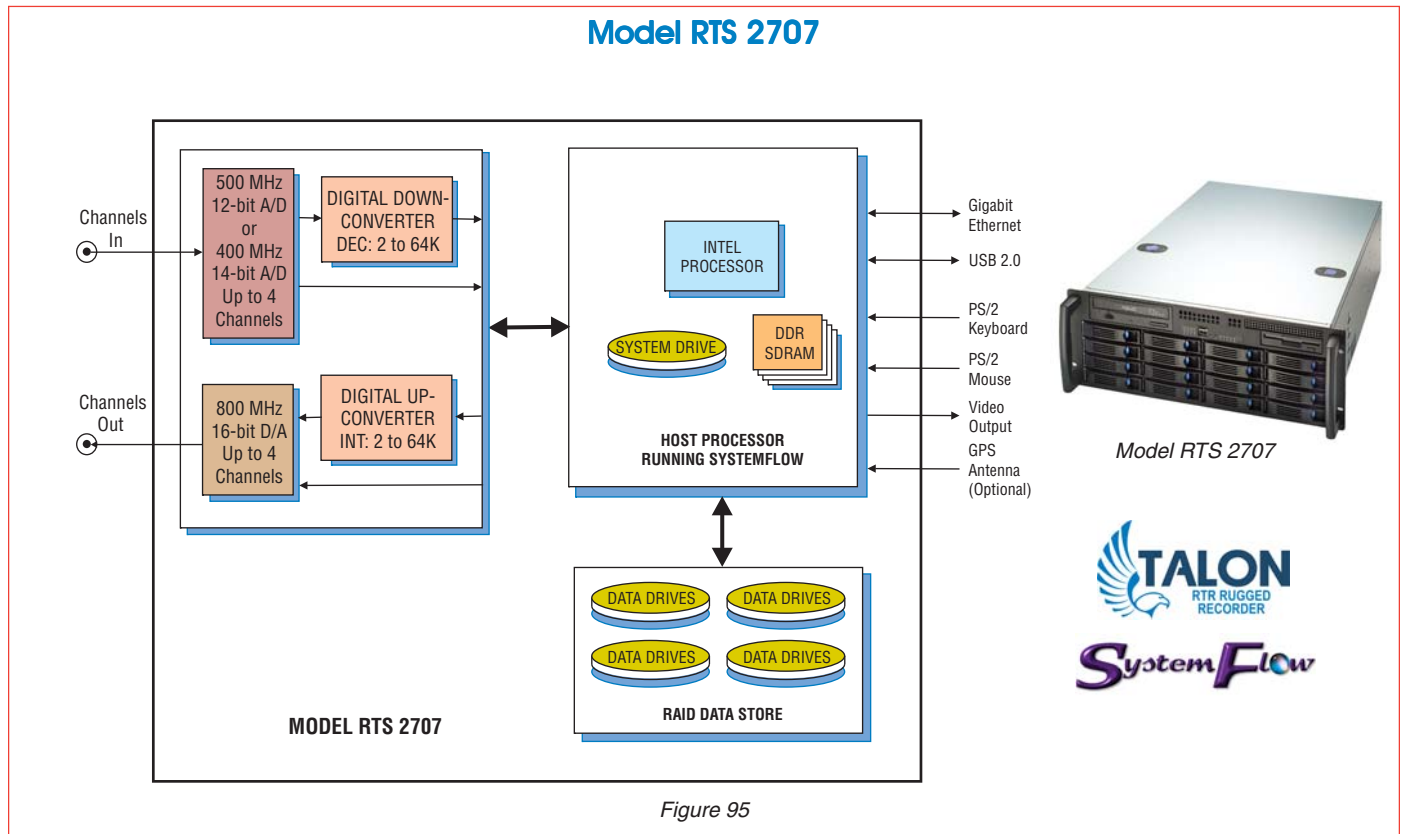 Model RTS 2707
Channels
In
500 MHz
12-bit A/D
or
400 MHz
14-bit A/D
Up to 4
Channels
DIGITAL DOWN-
CONVERTER
DEC: 2 to 64K
Channels
Out
800 MHz
16-bit D/A
Up to 4
Channels
DIGITAL UP-
CONVERTER
INT: 2 to 64K
INTEL
PROCESSOR
SYSTEM DRIVE
DDR
SDRAM
HOST PROCESSOR
RUNNING SYSTEMFLOW
Gigabit
Ethernet
USB 2.0
PS/2
Keyboard
PS/2
Mouse
Video
Output
GPS
Antenna
(Optional)
DATA DRIVES
DATA DRIVES
DATA DRIVES
DATA DRIVES
RAID DATA STORE
MODEL RTS 2707
Model RTS 2707
TALON
RTR RUGGED
RECORDER
SystemFlow
Figure 95